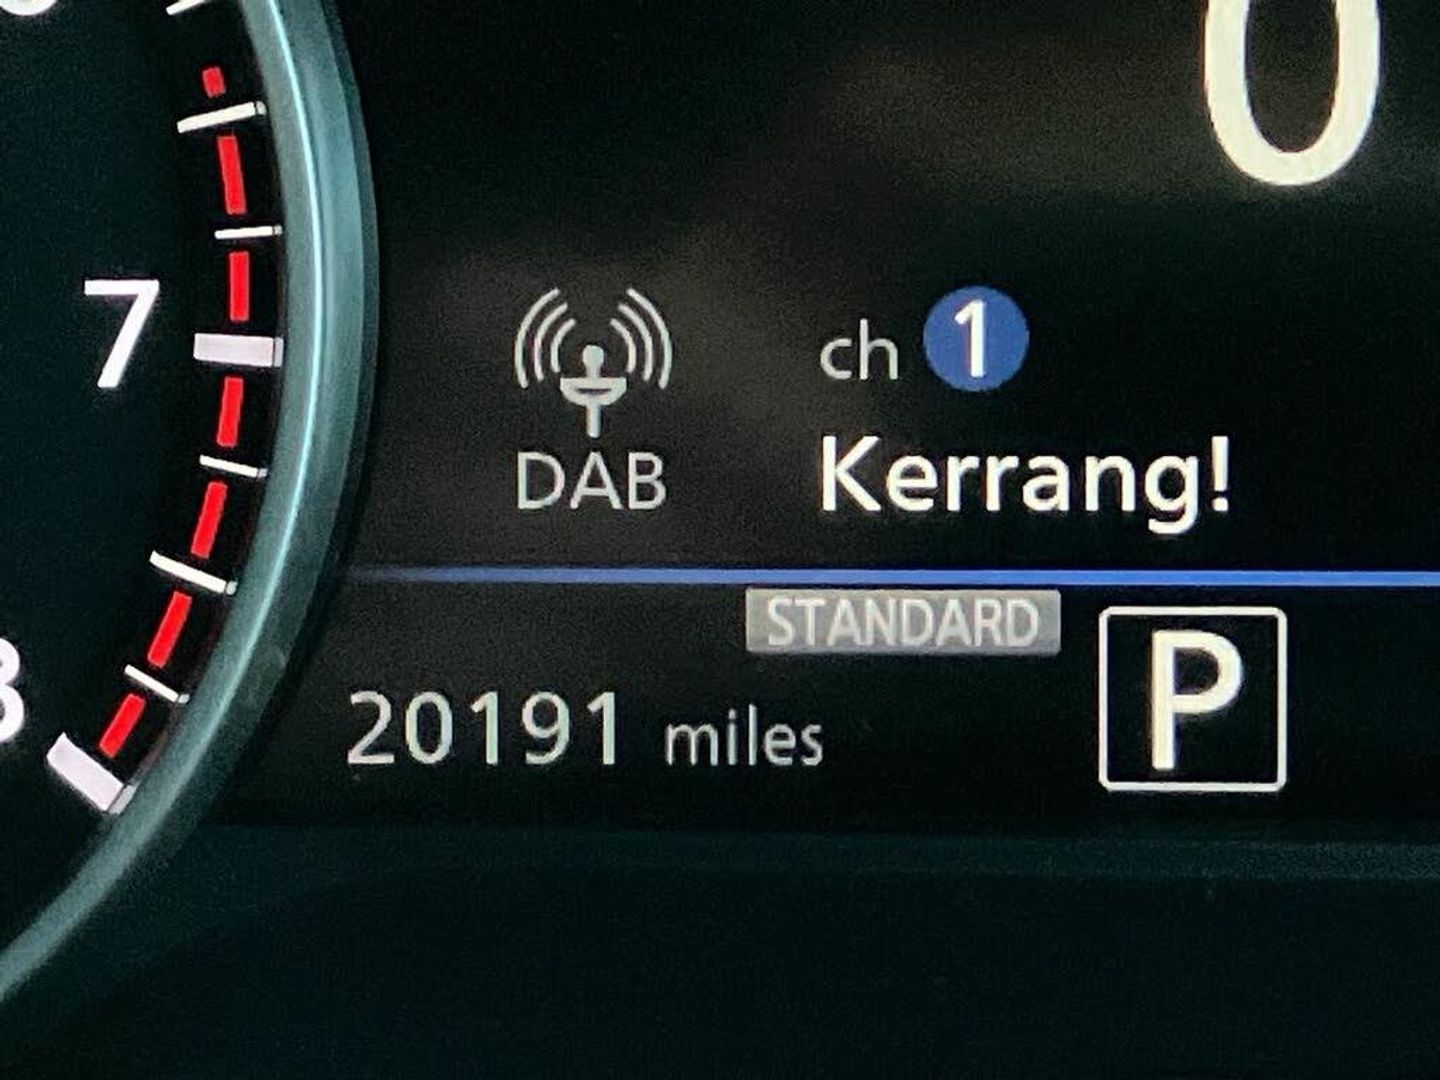 0
7
ch 1
DAB
Kerrang!
STANDARD
P
20191 miles